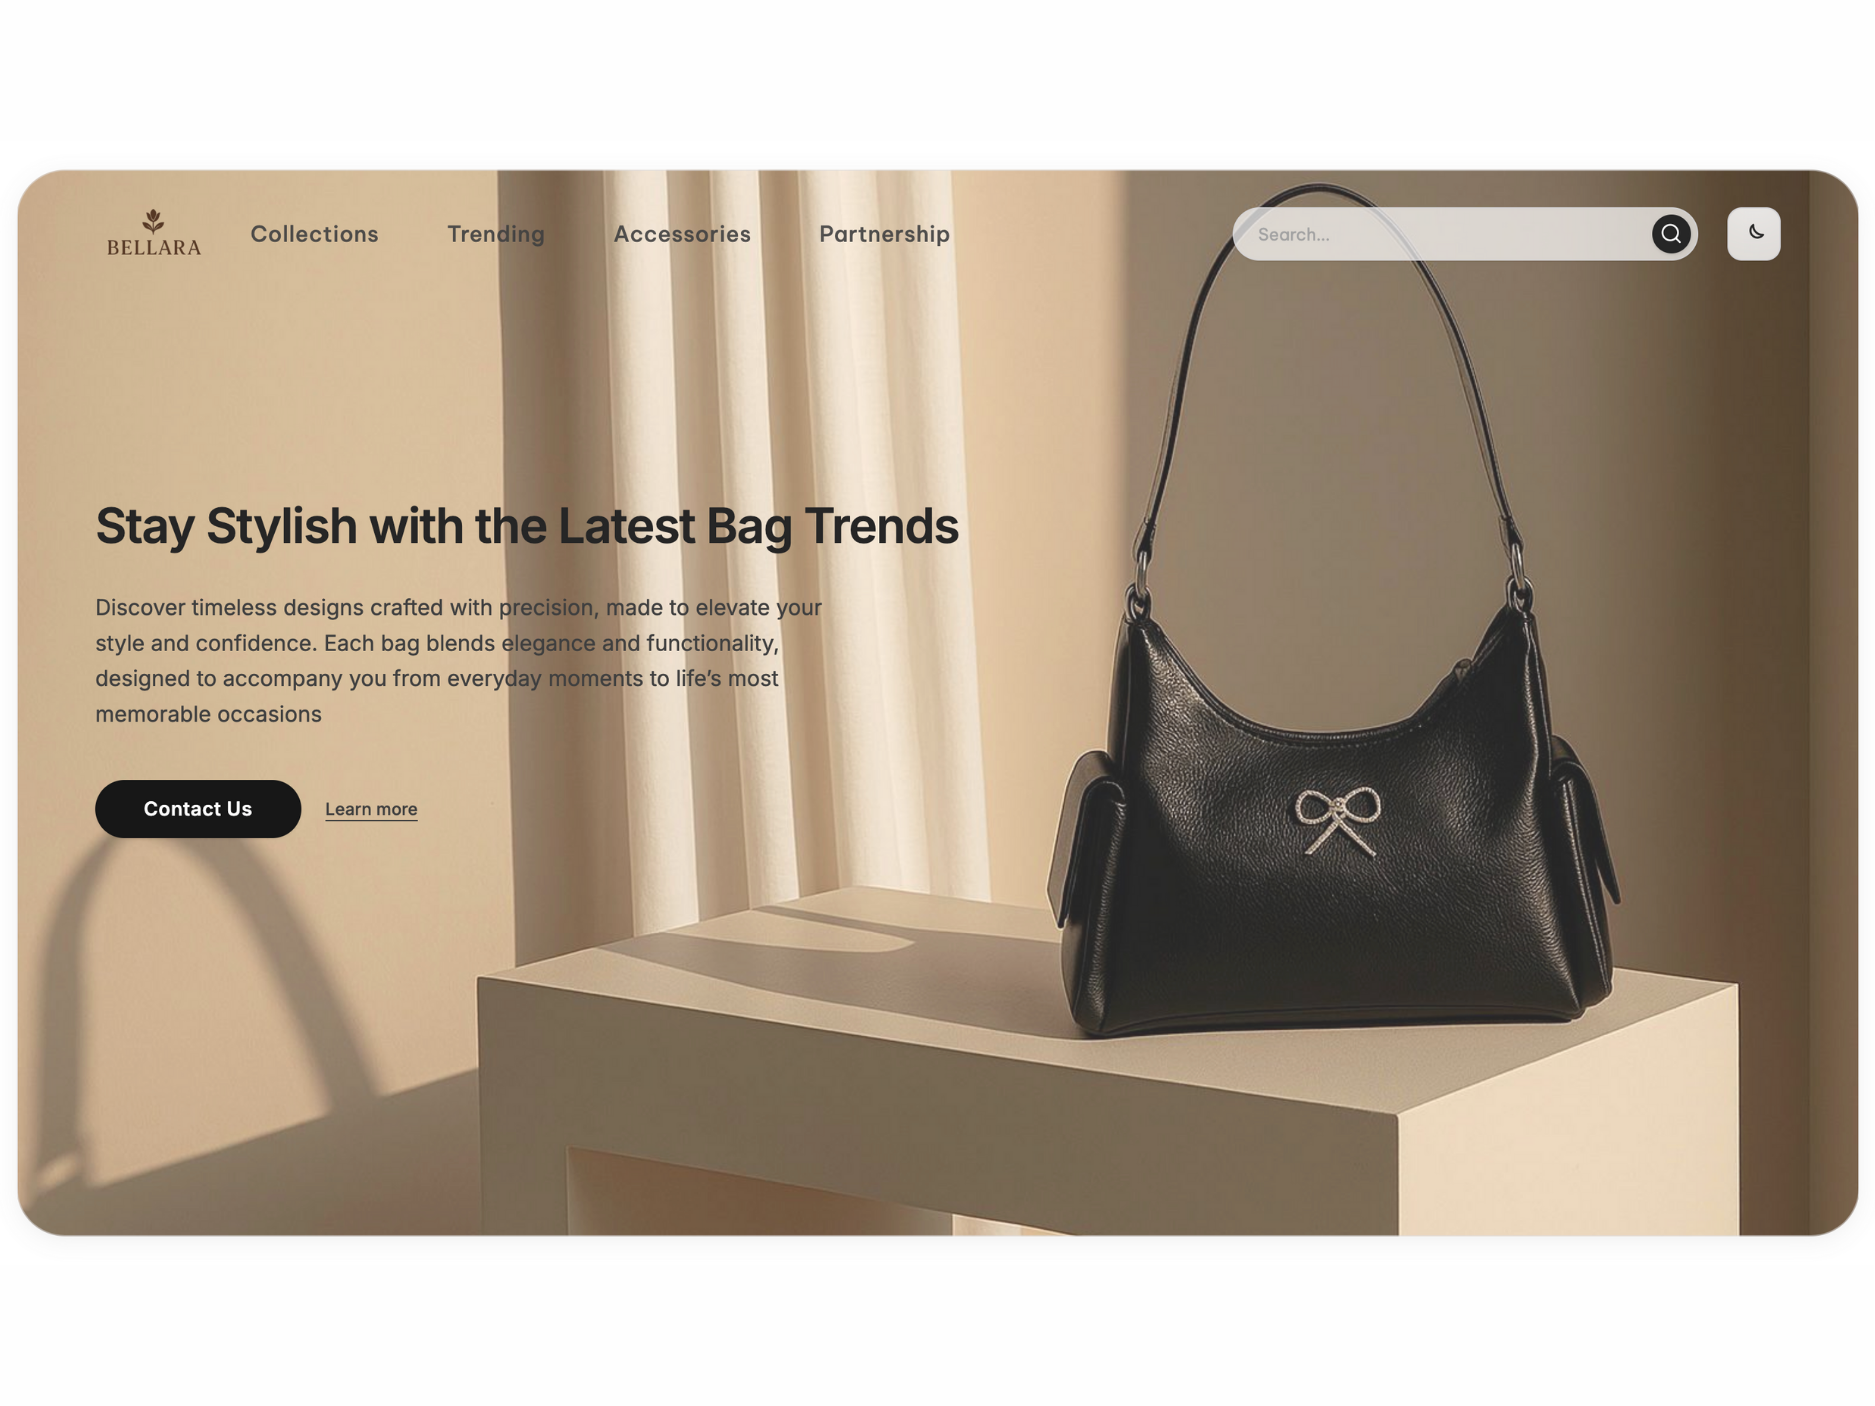 BELLARA
Collections
Trending
Accessories
Partnership
Search...
Stay Stylish with the Latest Bag Trends
Discover timeless designs crafted with precision, made to elevate your
style and confidence. Each bag blends elegance and functionality,
designed to accompany you from everyday moments to life’s most
memorable occasions
Contact Us
Learn more